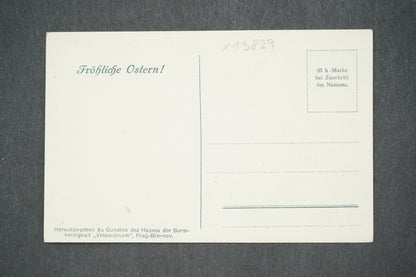 x13829
Fröhliche Ostern!
20 h-Marke
bei Zuschrift
des Namens.
Herausgegeben zu Gunsten des Hauses der Barm-
herzigkeit „Vincentinum“, Prag-Břevnov.